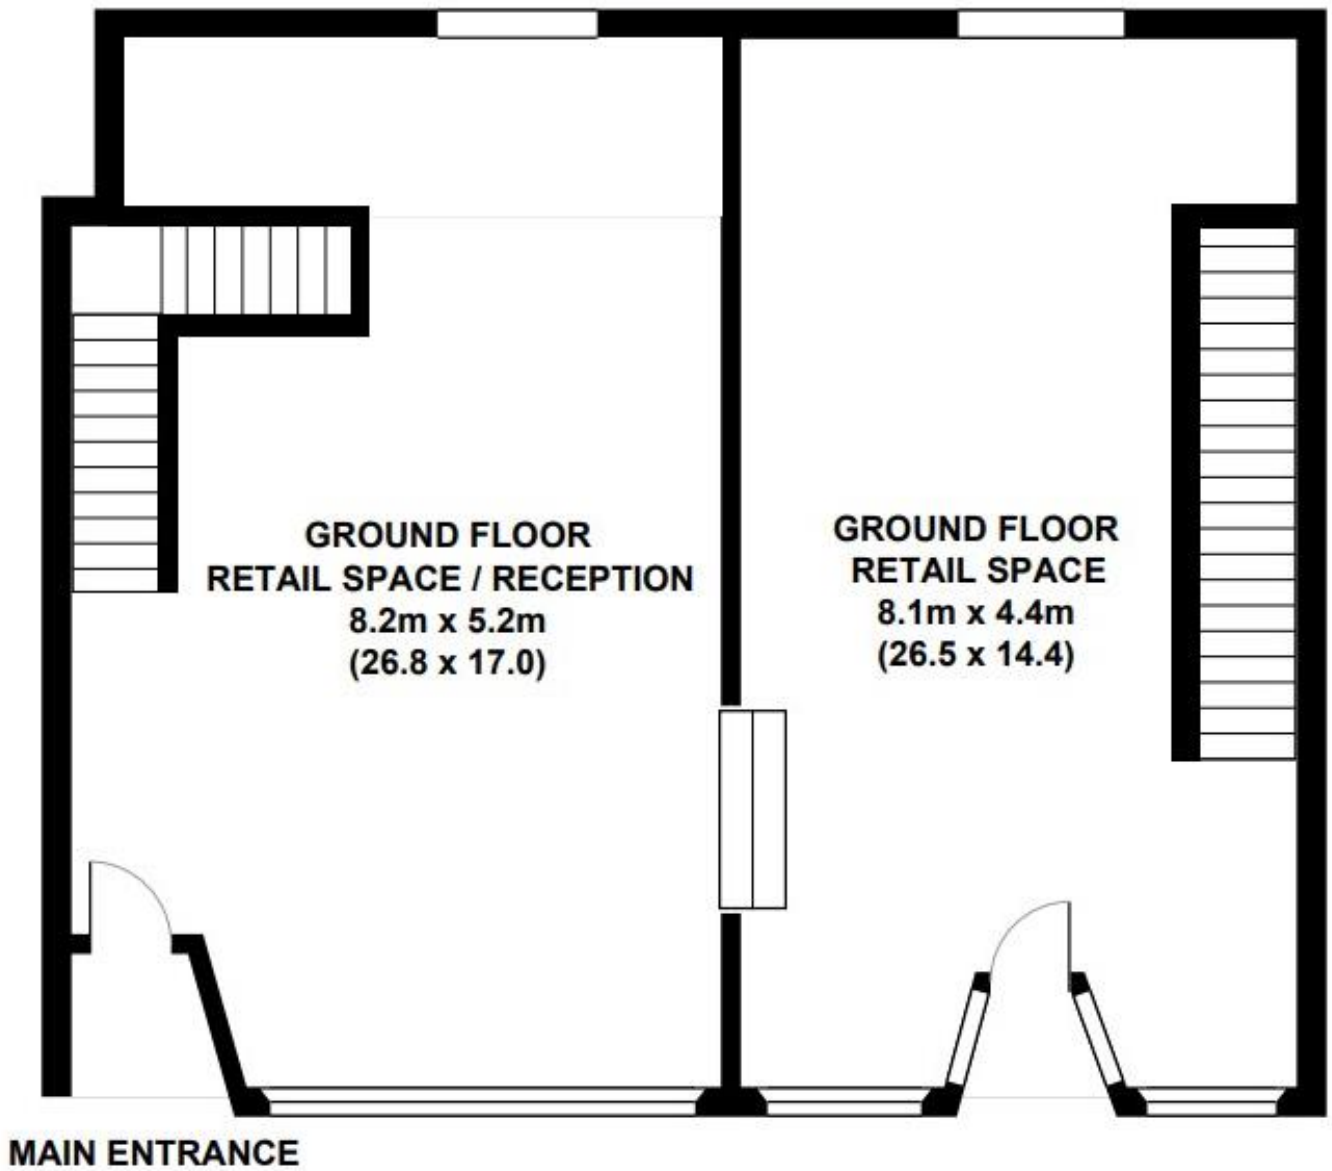 GROUND FLOOR
RETAIL SPACE / RECEPTION
8.2m x 5.2m
(26.8 x 17.0)
GROUND FLOOR
RETAIL SPACE
8.1m x 4.4m
(26.5 x 14.4)
MAIN ENTRANCE